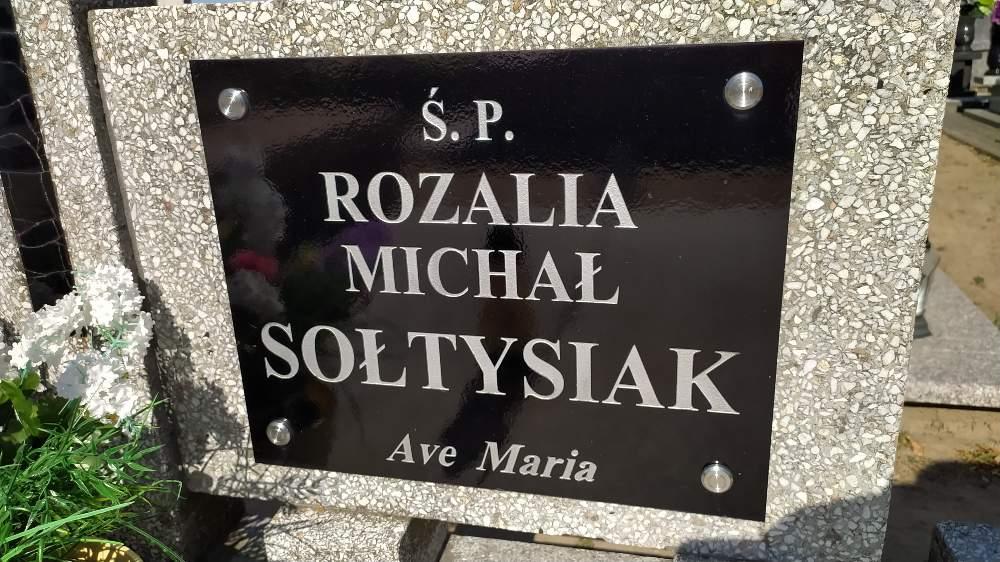 Ś. P.
ROZALIA
MICHAŁ
SOŁTYSIAK
Ave Maria